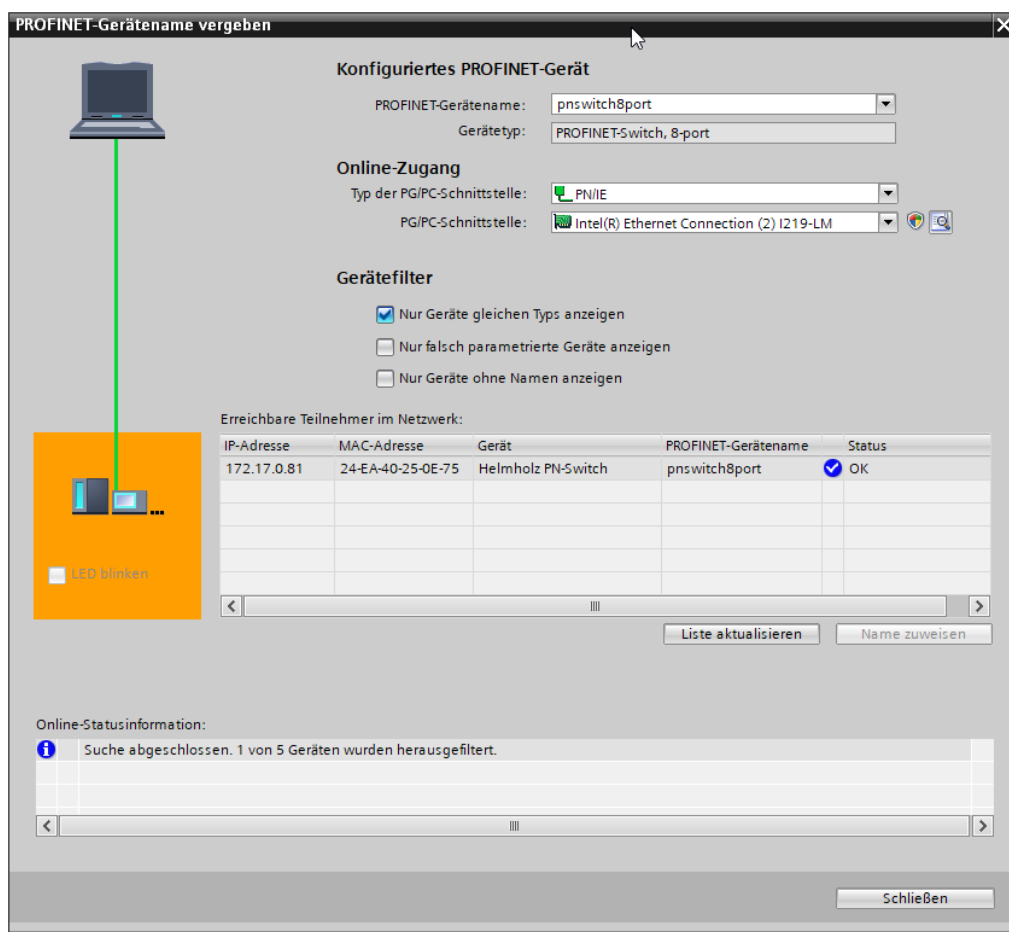 PROFINET-Gerätename vergeben
Konfiguriertes PROFINET-Gerät
PROFINET-Gerätename: pnswitch8port
Gerätetyp: PROFINET-Switch, 8-port
Online-Zugang
Typ der PG/PC-Schnittstelle: PN/IE
PG/PC-Schnittstelle: Intel(R) Ethernet Connection (2) I219-LM
Gerätefilter
Nur Geräte gleichen Typs anzeigen
Nur falsch parametrierte Geräte anzeigen
Nur Geräte ohne Namen anzeigen
Erreichbare Teilnehmer im Netzwerk:
IP-Adresse MAC-Adresse Gerät PROFINET-Gerätename Status
172.17.0.81 24-EA-40-25-0E-75 Helmholz PN-Switch pnswitch8port OK
LED blinken
Liste aktualisieren Name zuweisen
Online-Statusinformation:
Suche abgeschlossen. 1 von 5 Geräten wurden herausgefiltert.
Schließen